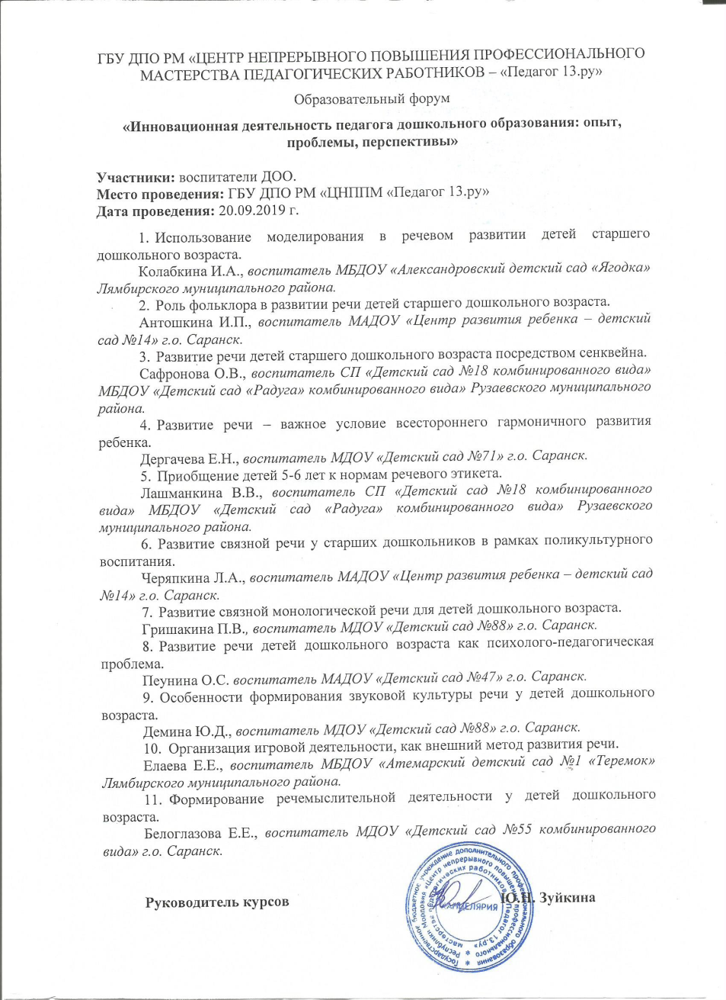 ГБУ ДПО РМ «ЦЕНТР НЕПРЕРЫВНОГО ПОВЫШЕНИЯ ПРОФЕССИОНАЛЬНОГО
МАСТЕРСТВА ПЕДАГОГИЧЕСКИХ РАБОТНИКОВ – «Педагог 13.ру»
Образовательный форум
«Инновационная деятельность педагога дошкольного образования: опыт,
проблемы, перспективы»
Участники: воспитатели ДОО.
Место проведения: ГБУ ДПО РМ «ЦНППМ «Педагог 13.ру»
Дата проведения: 20.09.2019 г.
1. Использование моделирования в речевом развитии детей старшего
дошкольного возраста.
Колабкина И.А., воспитатель МБДОУ «Александровский детский сад «Ягодка»
Лямбирского муниципального района.
2. Роль фольклора в развитии речи детей старшего дошкольного возраста.
Антошкина И.П., воспитатель МАДОУ «Центр развития ребенка – детский
сад №14» г.о. Саранск.
3. Развитие речи детей старшего дошкольного возраста посредством сенквейна.
Сафронова О.В., воспитатель СП «Детский сад №18 комбинированного вида»
МБДОУ «Детский сад «Радуга» комбинированного вида» Рузаевского муниципального
района.
4. Развитие речи – важное условие всестороннего гармоничного развития
ребенка.
Дергачева Е.Н., воспитатель МДОУ «Детский сад №71» г.о. Саранск.
5. Приобщение детей 5-6 лет к нормам речевого этикета.
Лашманкина В.В., воспитатель СП «Детский сад №18 комбинированного
вида» МБДОУ «Детский сад «Радуга» комбинированного вида» Рузаевского
муниципального района.
6. Развитие связной речи у старших дошкольников в рамках поликультурного
воспитания.
Черяпкина Л.А., воспитатель МАДОУ «Центр развития ребенка – детский сад
№14» г.о. Саранск.
7. Развитие связной монологической речи для детей дошкольного возраста.
Гришакина П.В., воспитатель МДОУ «Детский сад №88» г.о. Саранск.
8. Развитие речи детей дошкольного возраста как психолого-педагогическая
проблема.
Пеунина О.С. воспитатель МАДОУ «Детский сад №47» г.о. Саранск.
9. Особенности формирования звуковой культуры речи у детей дошкольного
возраста.
Демина Ю.Д., воспитатель МДОУ «Детский сад №88» г.о. Саранск.
10. Организация игровой деятельности, как внешний метод развития речи.
Елаева Е.Е., воспитатель МБДОУ «Атемарский детский сад №1 «Теремок»
Лямбирского муниципального района.
11. Формирование речемыслительной деятельности у детей дошкольного
возраста.
Белоглазова Е.Е., воспитатель МДОУ «Детский сад №55 комбинированного
вида» г.о. Саранск.
Руководитель курсов
Ю.Н. Зуйкина
Государственное бюджетное учреждение дополнительного профессионального образования
Республики Мордовия «Центр непрерывного повышения профессионального
мастерства педагогических работников «Педагог 13.ру»
КАНЦЕЛЯРИЯ